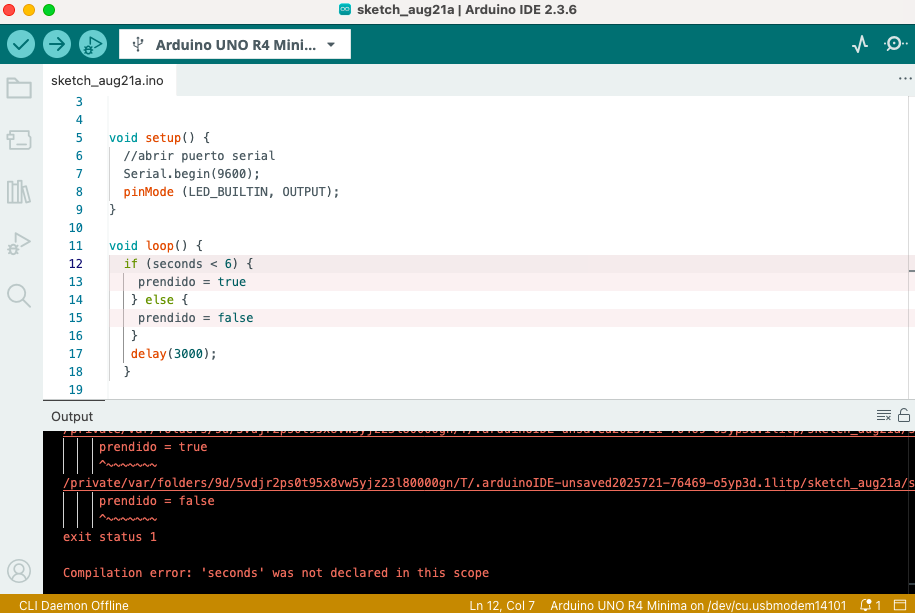 sketch_aug21a | Arduino IDE 2.3.6
Arduino UNO R4 Mini...
sketch_aug21a.ino
3
4
5 void setup() {
6 //abrir puerto serial
7 Serial.begin(9600);
8 pinMode (LED_BUILTIN, OUTPUT);
9 }
10
11 void loop() {
12 if (seconds < 6) {
13 prendido = true
14 } else {
15 prendido = false
16 }
17 delay(3000);
18 }
19
Output
prendido = true
^~~~~~~~
/private/var/folders/9d/5vdjr2ps0t95x8vw5yjz23l80000gn/T/.arduinoIDE-unsaved2025721-76469-o5yp3d.1litp/sketch_aug21a/s
prendido = false
^~~~~~~~
exit status 1
Compilation error: 'seconds' was not declared in this scope
CLI Daemon Offline
Ln 12, Col 7 Arduino UNO R4 Minima on /dev/cu.usbmodem14101 1